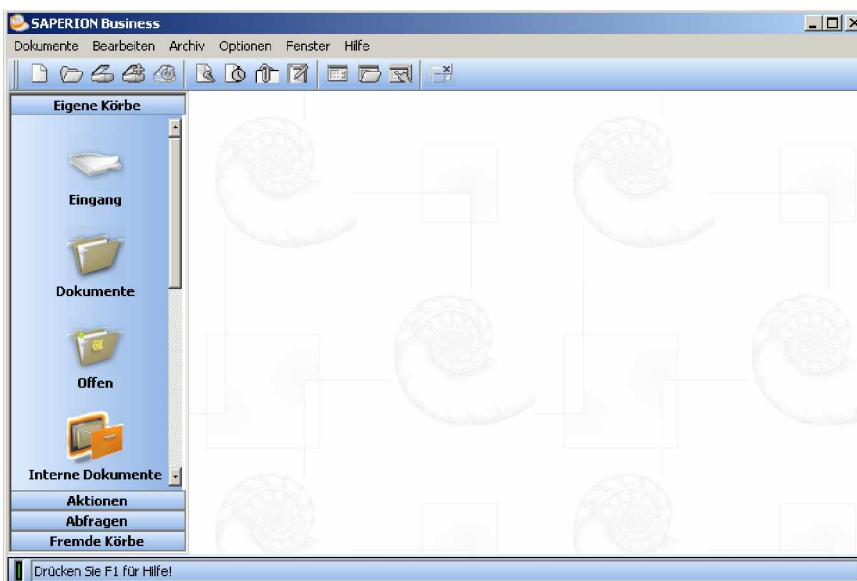 SAPERION Business
Dokumente Bearbeiten Archiv Optionen Fenster Hilfe
Eigene Körbe
Eingang
Dokumente
Offen
Interne Dokumente
Aktionen
Abfragen
Fremde Körbe
Drücken Sie F1 für Hilfe!